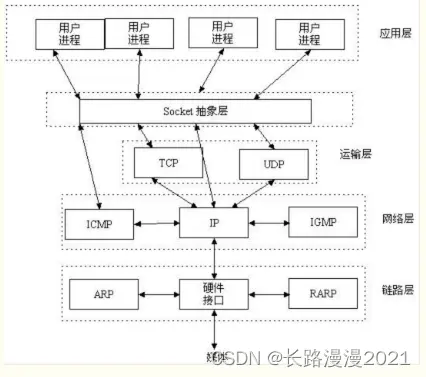 用户
进程
用户
进程
用户
进程
用户
进程
应用层
Socket 抽象层
TCP
UDP
运输层
ICMP
IP
IGMP
网络层
ARP
硬件
接口
RARP
链路层
CSDN @长路漫漫2021